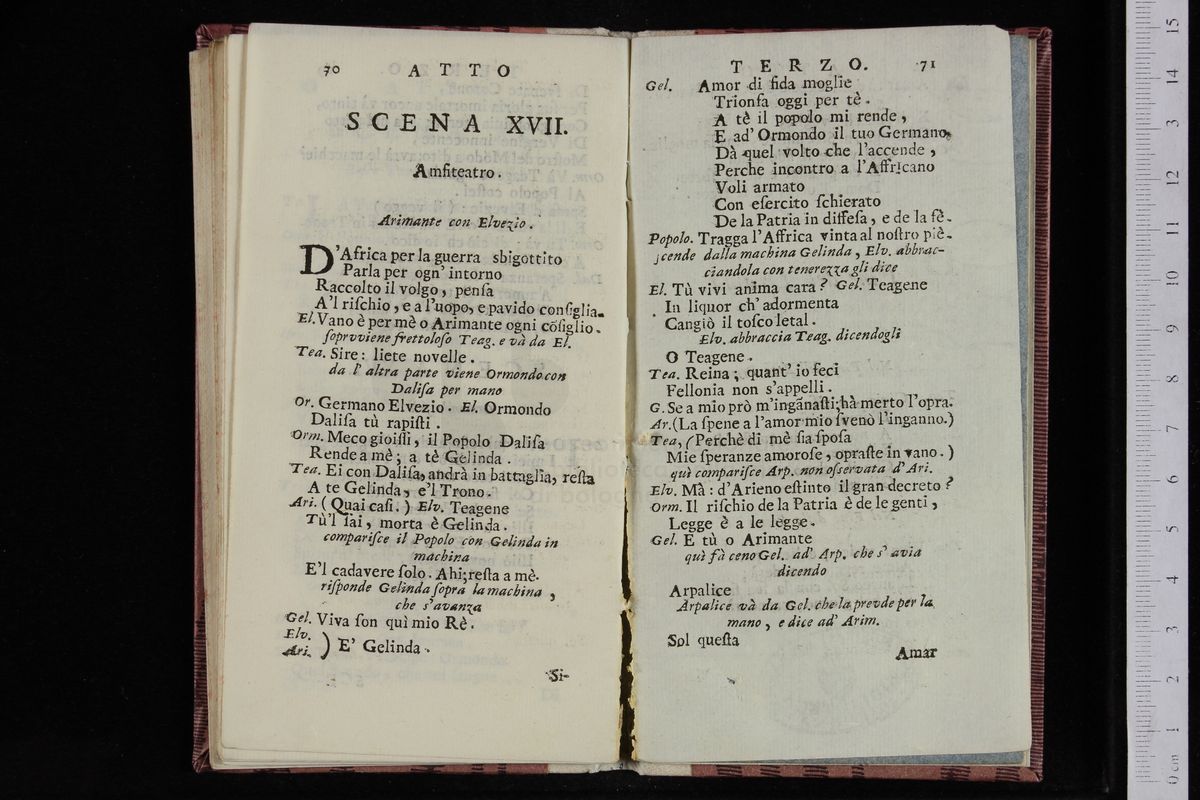 70 ATTO
SCENA XVII.
Amfiteatro.
Arimante con Elvezio.
D'Africa per la guerra sbigottito
Parla per ogn' intorno
Raccolto il volgo, penſa
A'l riſchio, e a l'uopo, e pavido conſiglia.
El. Vano è per mè o Arimante ogni cõſiglio.
ſoprvviene frettoloſo Teag. e và da El.
Tea. Sire: liete novelle.
da l' altra parte viene Ormondo con
Daliſa per mano
Or. Germano Elvezio. El. Ormondo
Daliſa tù rapiſti.
Orm. Meco gioiſſi, il Popolo Daliſa
Rende a mè; a tè Gelinda.
Tea. Ei con Daliſa, andrà in battaglia, reſta
A te Gelinda, e'l Trono.
Ari. (Quai caſi.) Elv. Teagene
Tù'l ſai, morta è Gelinda.
compariſce il Popolo con Gelinda in
machina
E'l cadavere ſolo. Ahi; reſta a mè.
riſponde Gelinda ſopra la machina,
che s'avanza
Gel. Viva ſon quì mio Rè.
Elv.
Ari. ) E' Gelinda.
Si-
TERZO. 71
Gel. Amor di fida moglie
Trionfa oggi per tè.
A tè il popolo mi rende,
E ad' Ormondo il tuo Germano,
Dà quel volto che l'accende,
Perche incontro a l'Affricano
Voli armato
Con eſercito ſchierato
De la Patria in diffeſa, e de la fè.
Popolo. Tragga l'Affrica vinta al noſtro piè.
ſcende dalla machina Gelinda, Elv. abbrac-
ciandola con tenerezza gli dice
El. Tù vivi anima cara? Gel. Teagene
In liquor ch' adormenta
Cangiò il toſco letal.
Elv. abbraccia Teag. dicendogli
O Teagene.
Tea. Reina; quant' io feci
Fellonia non s'appelli.
G. Se a mio prò m'ingãnaſti; hà merto l'opra.
Ar. (La ſpene a l'amor mio ſvenò l'inganno.)
Tea, (Perchè di mè ſia ſpoſa
Mie ſperanze amoroſe, opraſte in vano.)
quì compariſce Arp. non oſservata d' Ari.
Elv. Mà: d'Arieno eſtinto il gran decreto?
Orm. Il riſchio de la Patria è de le genti,
Legge è a le legge.
Gel. E tù o Arimante
quì fà ceno Gel. ad' Arp. che s' avia
dicendo
Arpalice
Arpalice và da Gel. che la prevde per la
mano, e dice ad' Arim.
Sol queſta
Amar